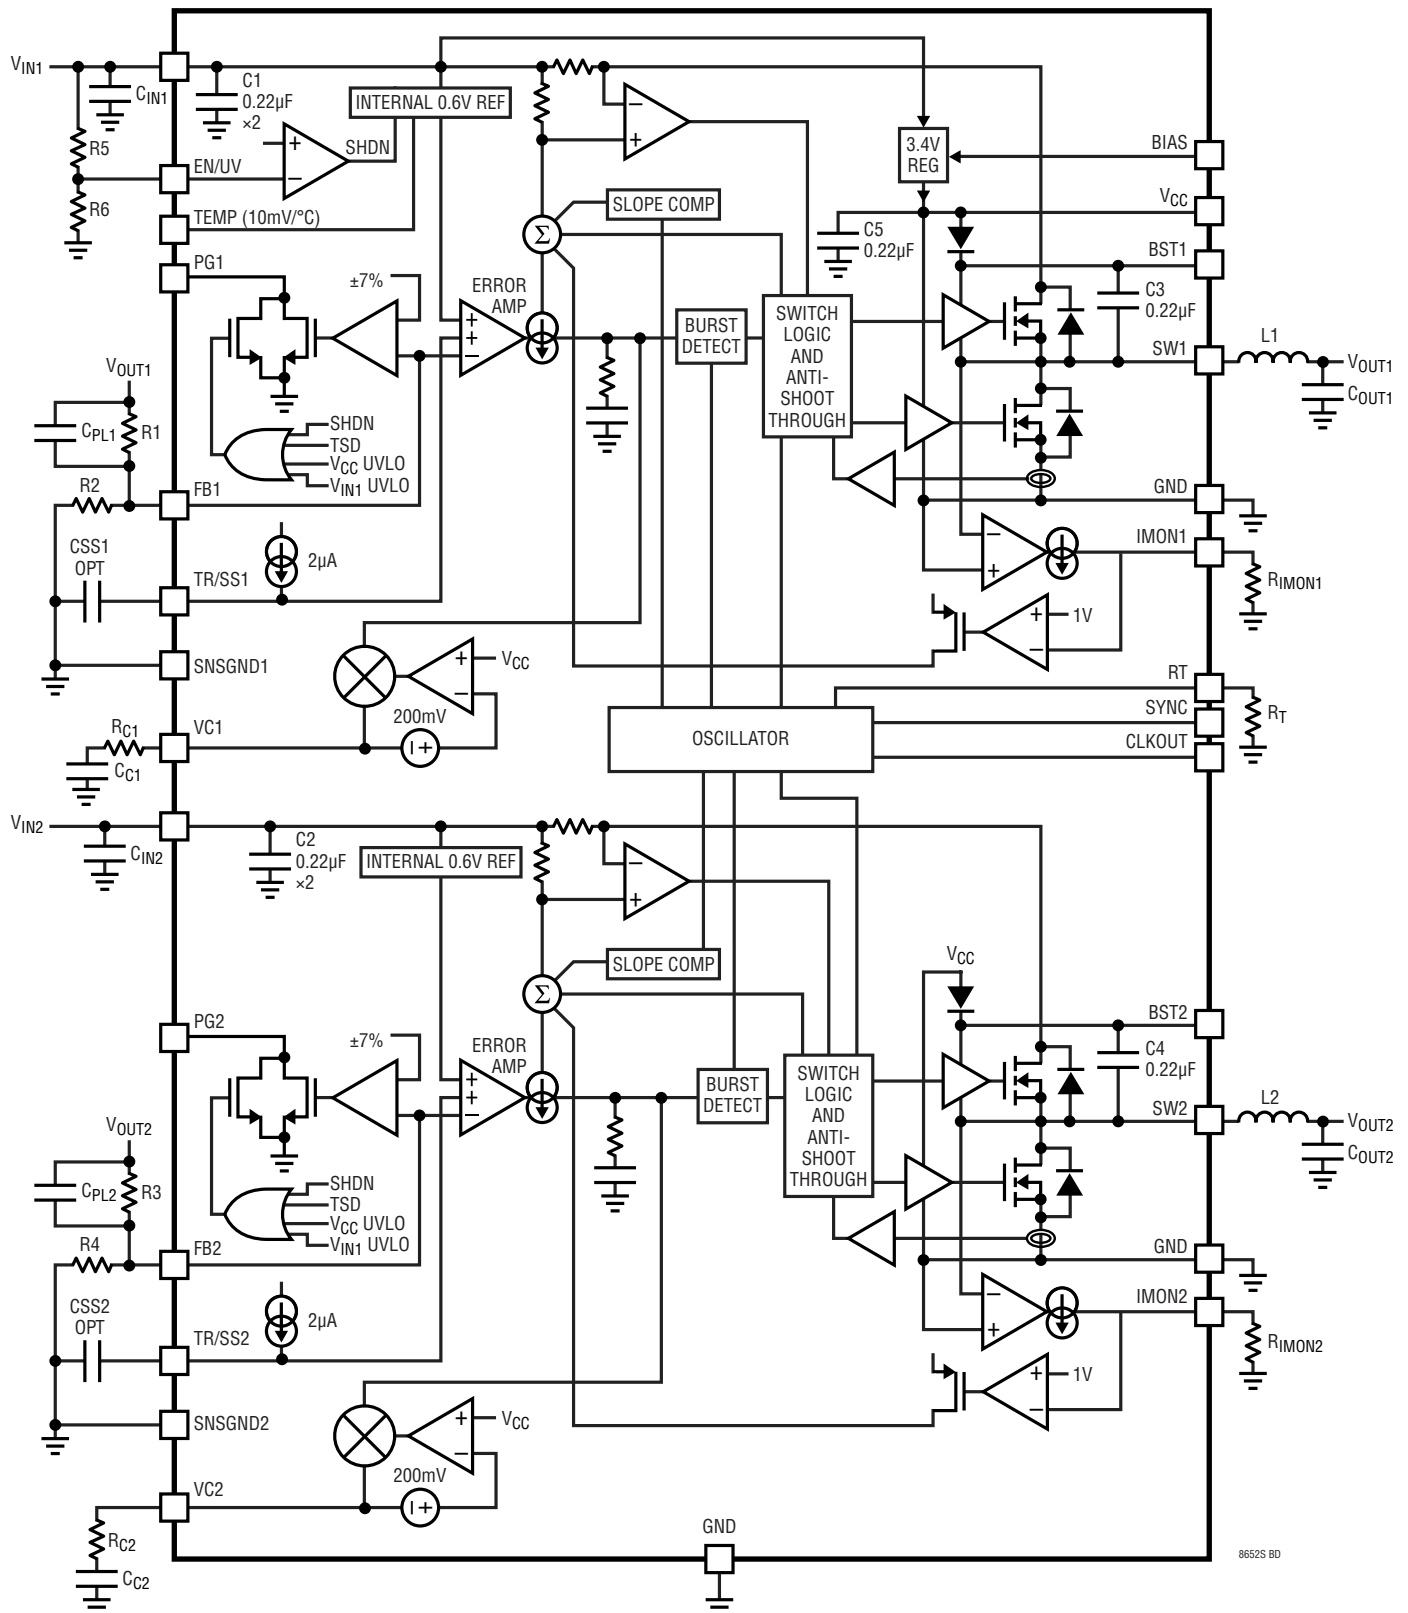 VIN1
CIN1
C1
0.22µF
×2
INTERNAL 0.6V REF
SHDN
+
−
R5
EN/UV
R6
TEMP (10mV/°C)
−
+
3.4V
REG
BIAS
VCC
SLOPE COMP
Σ
C5
0.22µF
BST1
PG1
±7%
ERROR
AMP
+
+
−
BURST
DETECT
SWITCH
LOGIC
AND
ANTI-
SHOOT
THROUGH
C3
0.22µF
SW1
L1
VOUT1
COUT1
VOUT1
CPL1
R1
SHDN
TSD
VCC UVLO
VIN1 UVLO
R2
FB1
GND
CSS1
OPT
2µA
TR/SS1
−
+
IMON1
RIMON1
+
1V
−
SNSGND1
+
VCC
−
RT
SYNC
RT
CLKOUT
RC1
VC1
200mV
+
CC1
OSCILLATOR
VIN2
CIN2
C2
0.22µF
×2
INTERNAL 0.6V REF
−
+
SLOPE COMP
Σ
VCC
BST2
PG2
±7%
ERROR
AMP
+
+
−
BURST
DETECT
SWITCH
LOGIC
AND
ANTI-
SHOOT
THROUGH
C4
0.22µF
SW2
L2
VOUT2
COUT2
VOUT2
CPL2
R3
SHDN
TSD
VCC UVLO
VIN1 UVLO
R4
FB2
GND
CSS2
OPT
2µA
TR/SS2
−
+
IMON2
RIMON2
+
1V
−
SNSGND2
+
VCC
−
200mV
+
VC2
RC2
CC2
GND
8652S BD